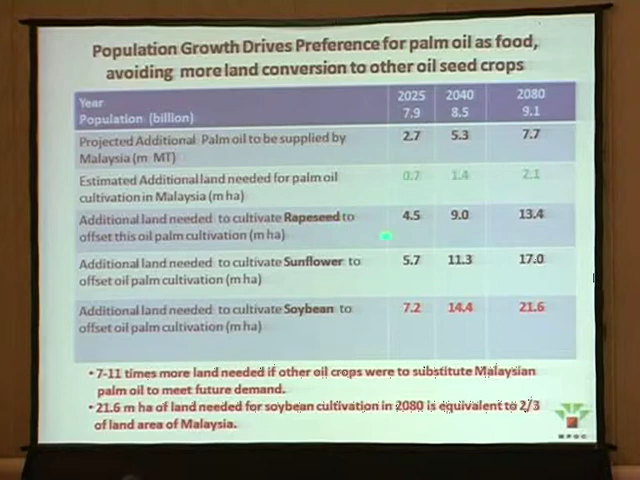 Population Growth Drives Preference for palm oil as food,
avoiding more land conversion to other oil seed crops
Year 2025 2040 2080
Population (billion) 7.9 8.5 9.1
Projected Additional Palm oil to be supplied by 2.7 5.3 7.7
Malaysia (m MT)
Estimated Additional land needed for palm oil 0.7 1.4 2.1
cultivation in Malaysia (m ha)
Additional land needed to cultivate Rapeseed to 4.5 9.0 13.4
offset this oil palm cultivation (m ha)
Additional land needed to cultivate Sunflower to 5.7 11.3 17.0
offset oil palm cultivation (m ha)
Additional land needed to cultivate Soybean to 7.2 14.4 21.6
offset oil palm cultivation (m ha)
• 7-11 times more land needed if other oil crops were to substitute Malaysian
palm oil to meet future demand.
• 21.6 m ha of land needed for soybean cultivation in 2080 is equivalent to 2/3
of land area of Malaysia.
MPOC